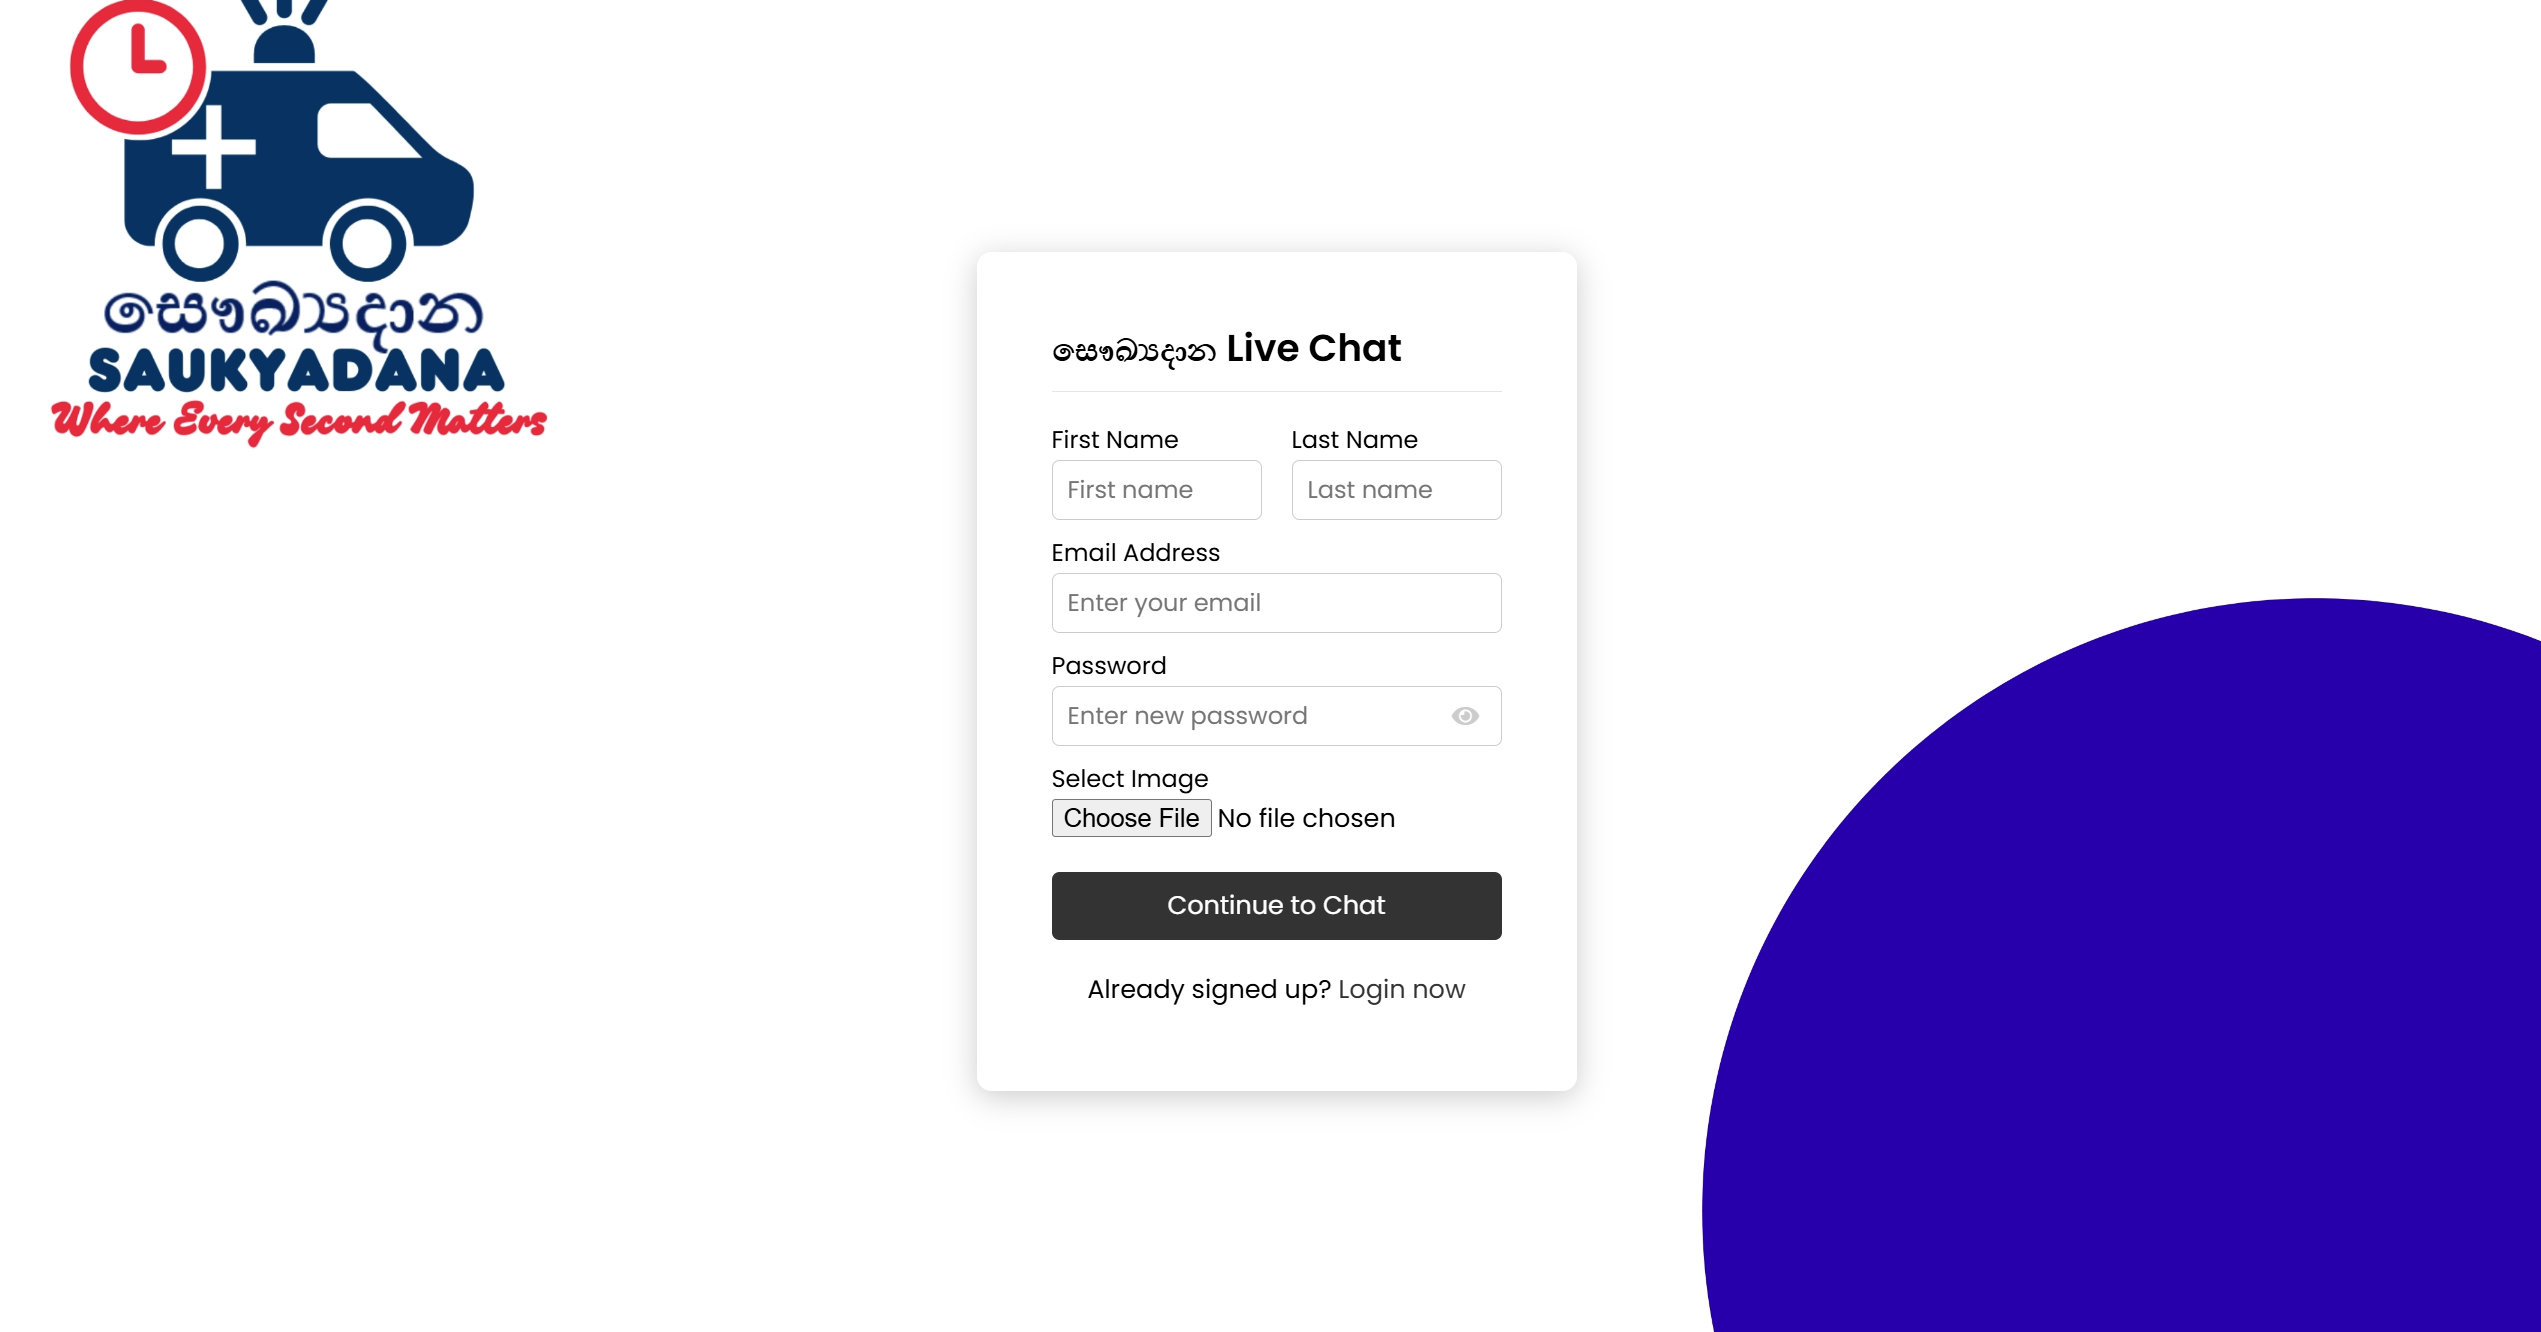 සෞඛ්‍යදාන
SAUKYADANA
Where Every Second Matters
සෞඛ්‍යදාන Live Chat
First Name Last Name
First name Last name
Email Address
Enter your email
Password
Enter new password
Select Image
Choose File No file chosen
Continue to Chat
Already signed up? Login now